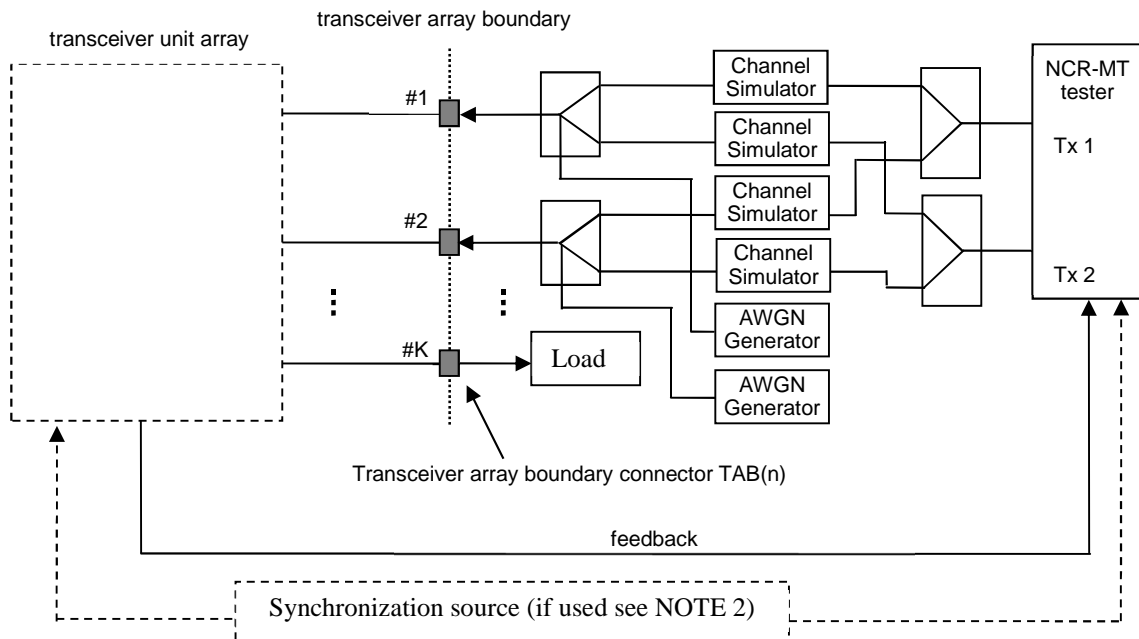 transceiver array boundary
transceiver unit array
#1
Channel
Simulator
NCR-MT
tester
Channel
Simulator
Tx 1
#2
Channel
Simulator
Channel
Simulator
Tx 2
#K
Load
AWGN
Generator
AWGN
Generator
Transceiver array boundary connector TAB(n)
feedback
Synchronization source (if used see NOTE 2)